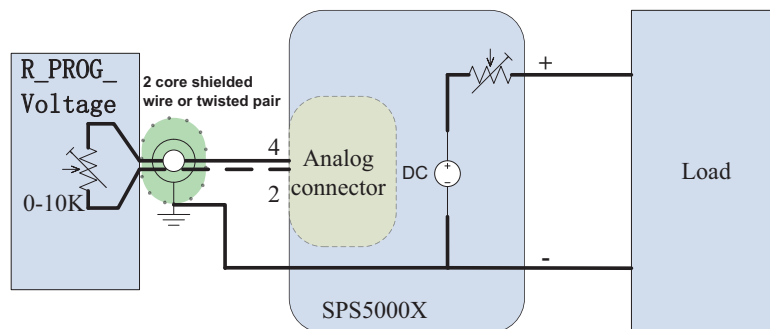 R_PROG_
Voltage
0-10K
2 core shielded
wire or twisted pair
4
2
Analog
connector
DC
+
-
+
-
SPS5000X
Load